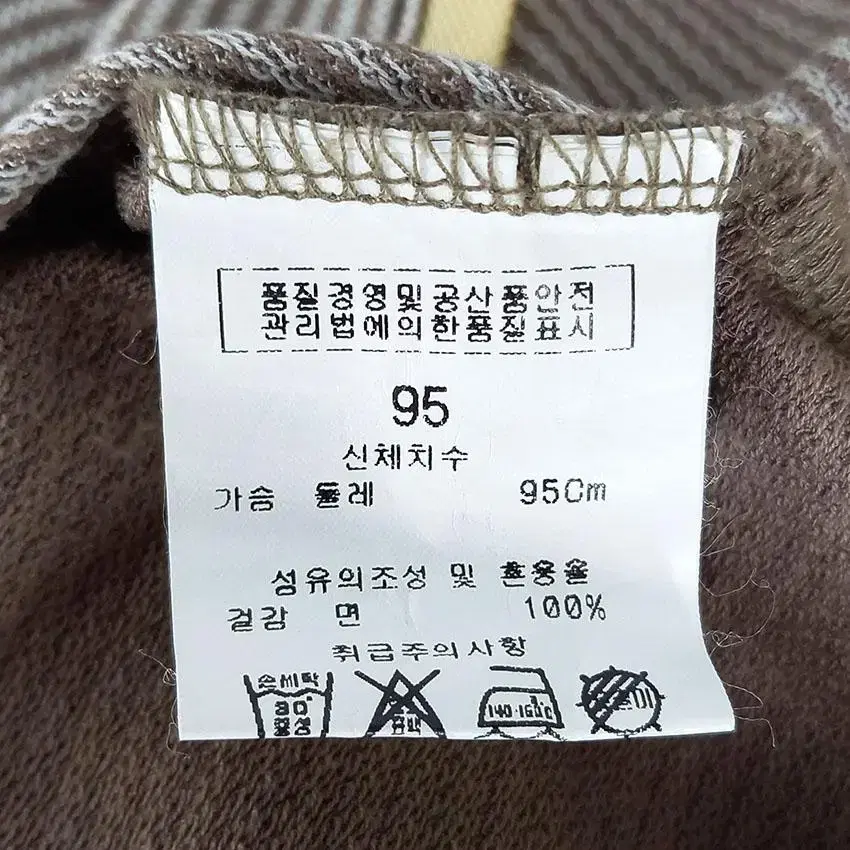 품질경영및공산품안전
관리법에의한품질표시
95
신체치수
가슴 둘레 95Cm
섬유의조성 및 혼용율
겉감 면 100%
취급주의사항
손세탁
30°
중성
표백
140-160°C